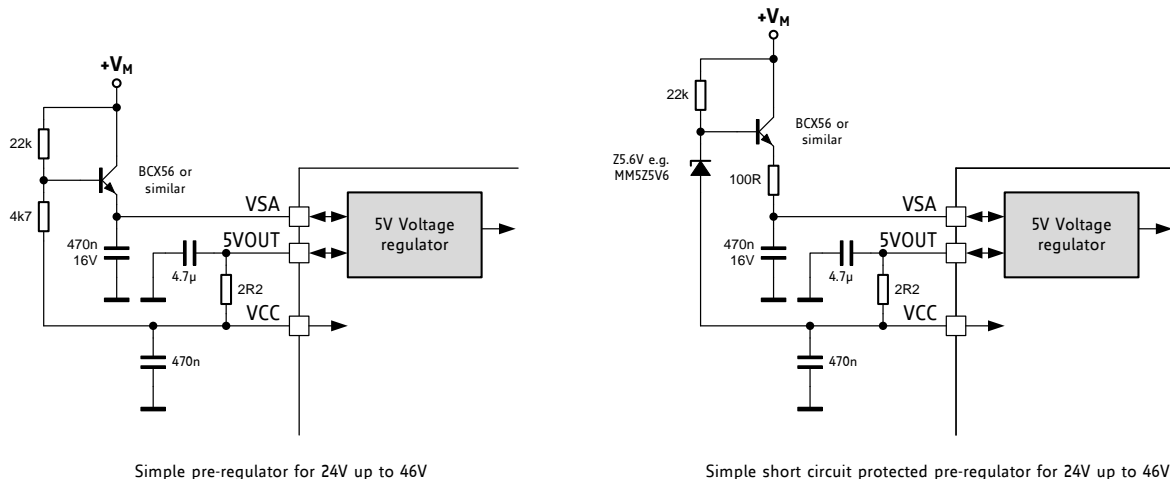 +VM
22k
BCX56 or
similar
4k7
VSA
5V Voltage
regulator
470n
16V
5VOUT
4.7µ
2R2
VCC
470n
Simple pre-regulator for 24V up to 46V
+VM
22k
BCX56 or
similar
Z5.6V e.g.
MM5Z5V6
100R
VSA
5V Voltage
regulator
470n
16V
5VOUT
4.7µ
2R2
VCC
470n
Simple short circuit protected pre-regulator for 24V up to 46V